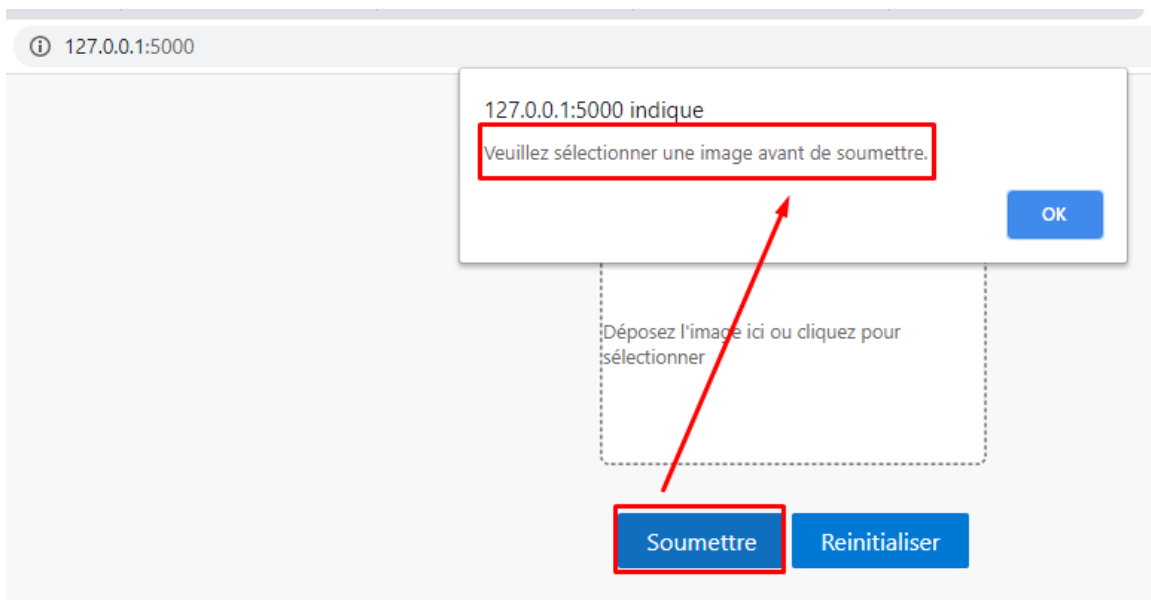 127.0.0.1:5000
127.0.0.1:5000 indique
Veuillez sélectionner une image avant de soumettre.
OK
Déposez l'image ici ou cliquez pour
sélectionner
Soumettre
Reinitialiser